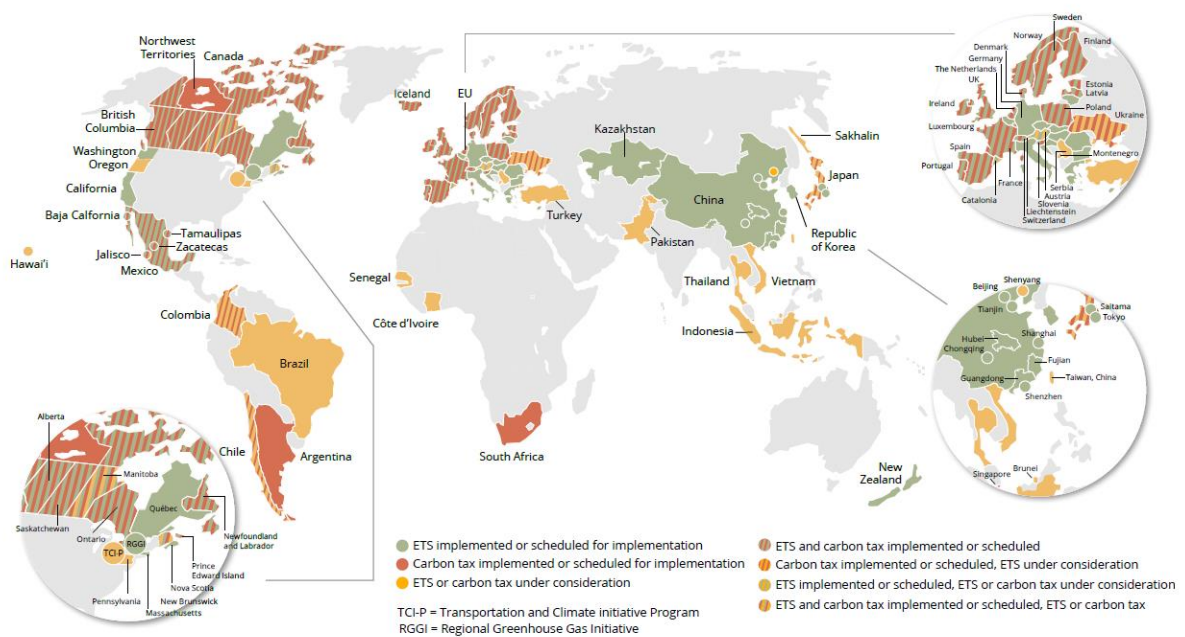 Northwest
Territories
Canada
British
Columbia
Washington
Oregon
California
Baja Calfornia
Tamaulipas
Zacatecas
Jalisco
Mexico
Hawai'i
Colombia
Brazil
Chile
Argentina
Iceland
EU
Kazakhstan
China
Sakhalin
Japan
Republic
of Korea
Turkey
Pakistan
Thailand
Vietnam
Indonesia
Senegal
Côte d'Ivoire
South Africa
New
Zealand
Sweden
Norway
Finland
Denmark
Germany
The Netherlands
UK
Ireland
Luxembourg
Spain
Portugal
Catalonia
France
Estonia
Latvia
Poland
Ukraine
Montenegro
Serbia
Austria
Slovenia
Liechtenstein
Switzerland
Shenyang
Beijing
Tianjin
Saitama
Tokyo
Shanghai
Hubei
Chongqing
Fujian
Guangdong
Taiwan, China
Shenzhen
Singapore
Brunei
Alberta
Manitoba
Québec
Saskatchewan
Ontario
RGGI
TCI-P
Newfoundland
and Labrador
Prince
Edward Island
Nova Scotia
New Brunswick
Pennsylvania
Massachusetts
ETS implemented or scheduled for implementation
Carbon tax implemented or scheduled for implementation
ETS or carbon tax under consideration
TCI-P = Transportation and Climate initiative Program
RGGI = Regional Greenhouse Gas Initiative
ETS and carbon tax implemented or scheduled
Carbon tax implemented or scheduled, ETS under consideration
ETS implemented or scheduled, ETS or carbon tax under consideration
ETS and carbon tax implemented or scheduled, ETS or carbon tax